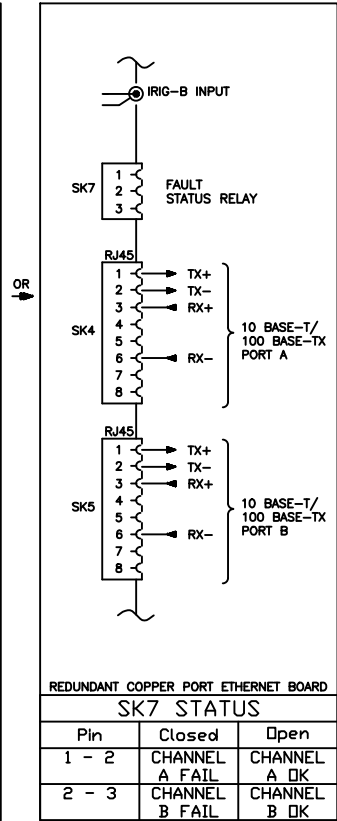 IRIG-B INPUT
SK7
1
2
3
FAULT
STATUS RELAY
OR
RJ45
SK4
1 TX+
2 TX-
3 RX+
4
5
6 RX-
7
8
10 BASE-T/
100 BASE-TX
PORT A
RJ45
SK5
1 TX+
2 TX-
3 RX+
4
5
6 RX-
7
8
10 BASE-T/
100 BASE-TX
PORT B
REDUNDANT COPPER PORT ETHERNET BOARD
SK7 STATUS
Pin Closed Open
1 - 2 CHANNEL A FAIL CHANNEL A OK
2 - 3 CHANNEL B FAIL CHANNEL B OK